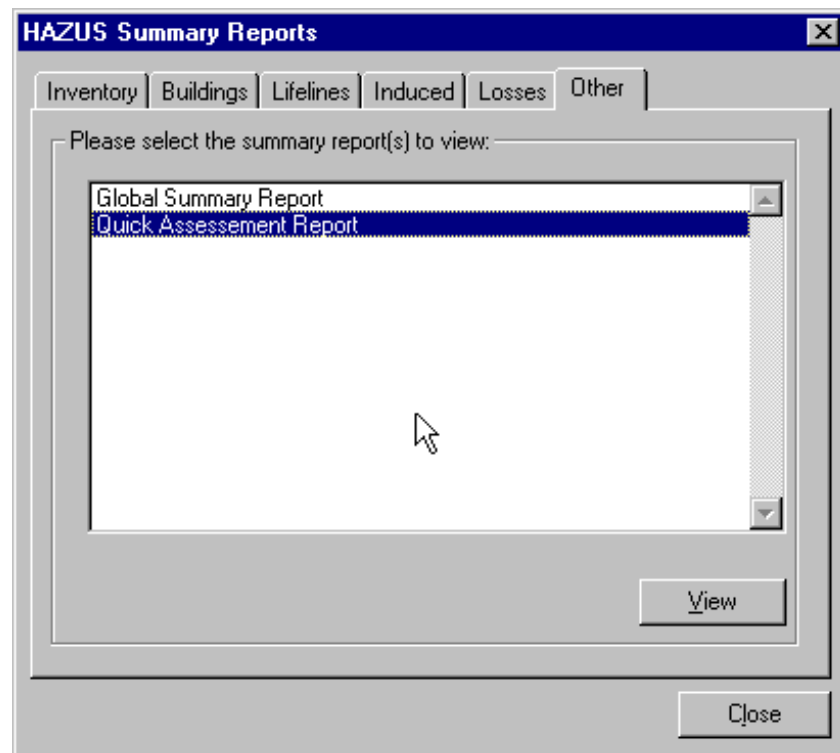 HAZUS Summary Reports
Inventory Buildings Lifelines Induced Losses Other
Please select the summary report(s) to view:
Global Summary Report
Quick Assessement Report
View
Close